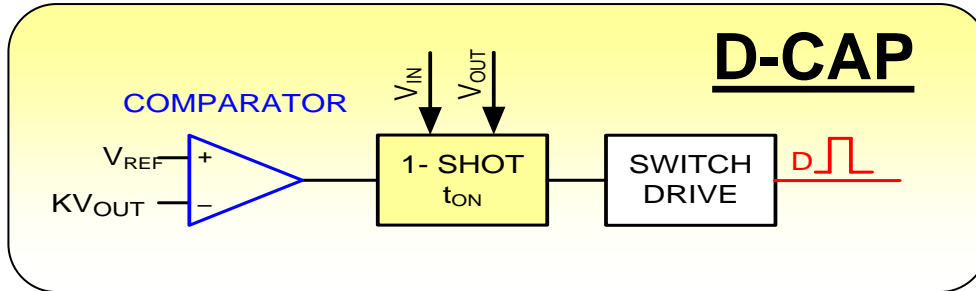 D-CAP
COMPARATOR
VIN
VOUT
VREF
+
KVOUT
–
1- SHOT
tON
SWITCH
DRIVE
D